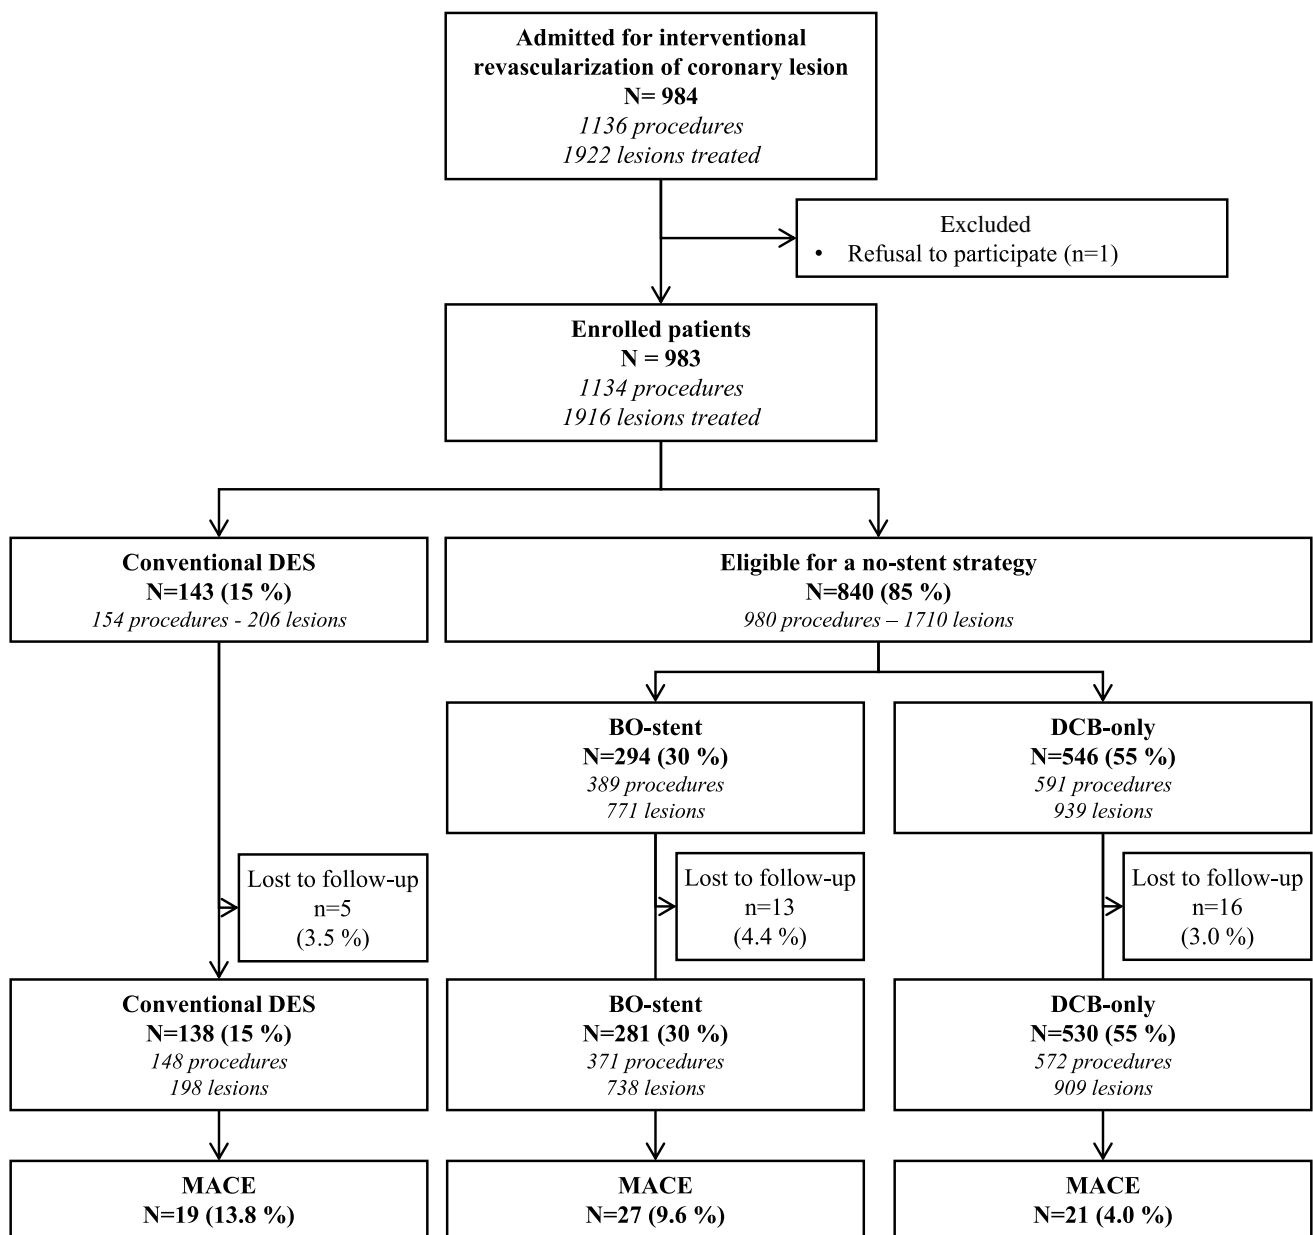 Admitted for interventional
revascularization of coronary lesion
N= 984
1136 procedures
1922 lesions treated
Excluded
• Refusal to participate (n=1)
Enrolled patients
N = 983
1134 procedures
1916 lesions treated
Conventional DES
N=143 (15 %)
154 procedures - 206 lesions
Eligible for a no-stent strategy
N=840 (85 %)
980 procedures – 1710 lesions
BO-stent
N=294 (30 %)
389 procedures
771 lesions
DCB-only
N=546 (55 %)
591 procedures
939 lesions
Lost to follow-up
n=5
(3.5 %)
Lost to follow-up
n=13
(4.4 %)
Lost to follow-up
n=16
(3.0 %)
Conventional DES
N=138 (15 %)
148 procedures
198 lesions
BO-stent
N=281 (30 %)
371 procedures
738 lesions
DCB-only
N=530 (55 %)
572 procedures
909 lesions
MACE
N=19 (13.8 %)
MACE
N=27 (9.6 %)
MACE
N=21 (4.0 %)